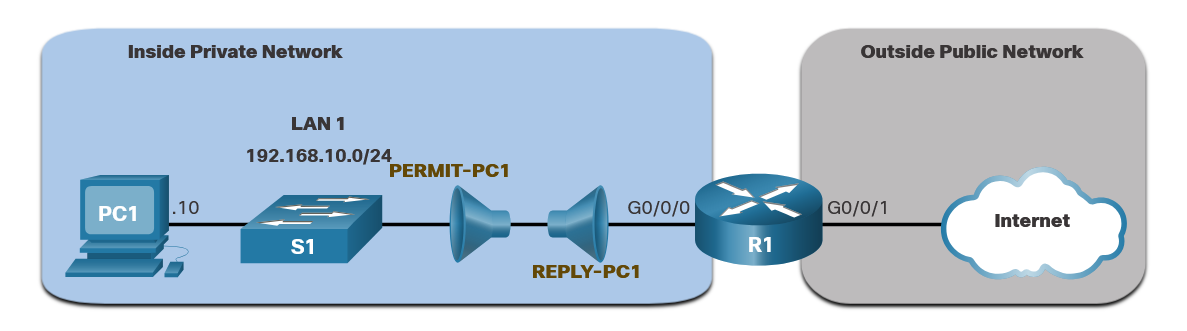 Inside Private Network
Outside Public Network
LAN 1
192.168.10.0/24
PERMIT-PC1
PC1
.10
S1
REPLY-PC1
G0/0/0
R1
G0/0/1
Internet